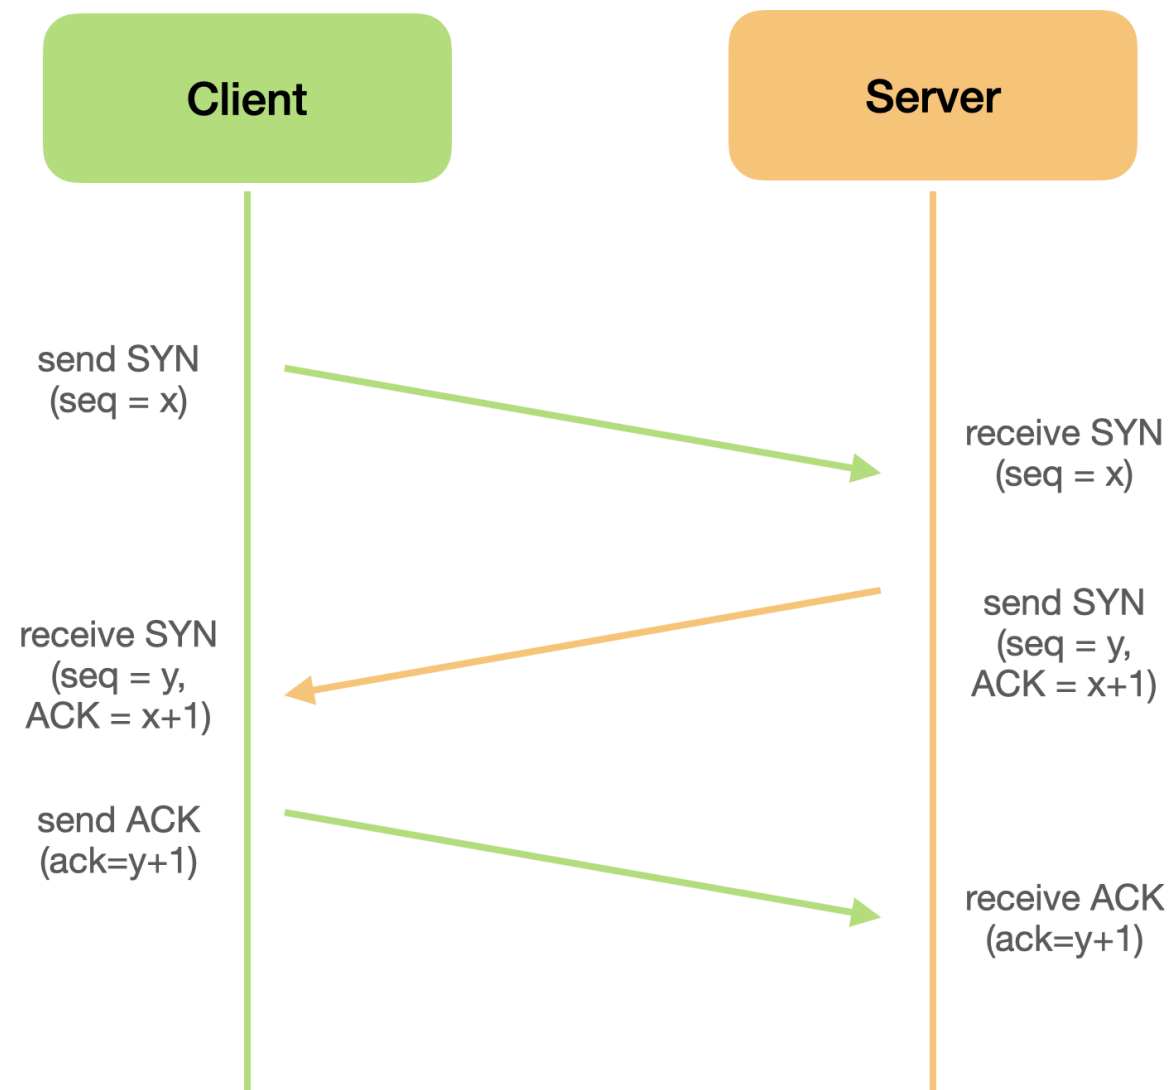 Client
Server
send SYN
(seq = x)
receive SYN
(seq = x)
send SYN
(seq = y,
ACK = x+1)
receive SYN
(seq = y,
ACK = x+1)
send ACK
(ack=y+1)
receive ACK
(ack=y+1)